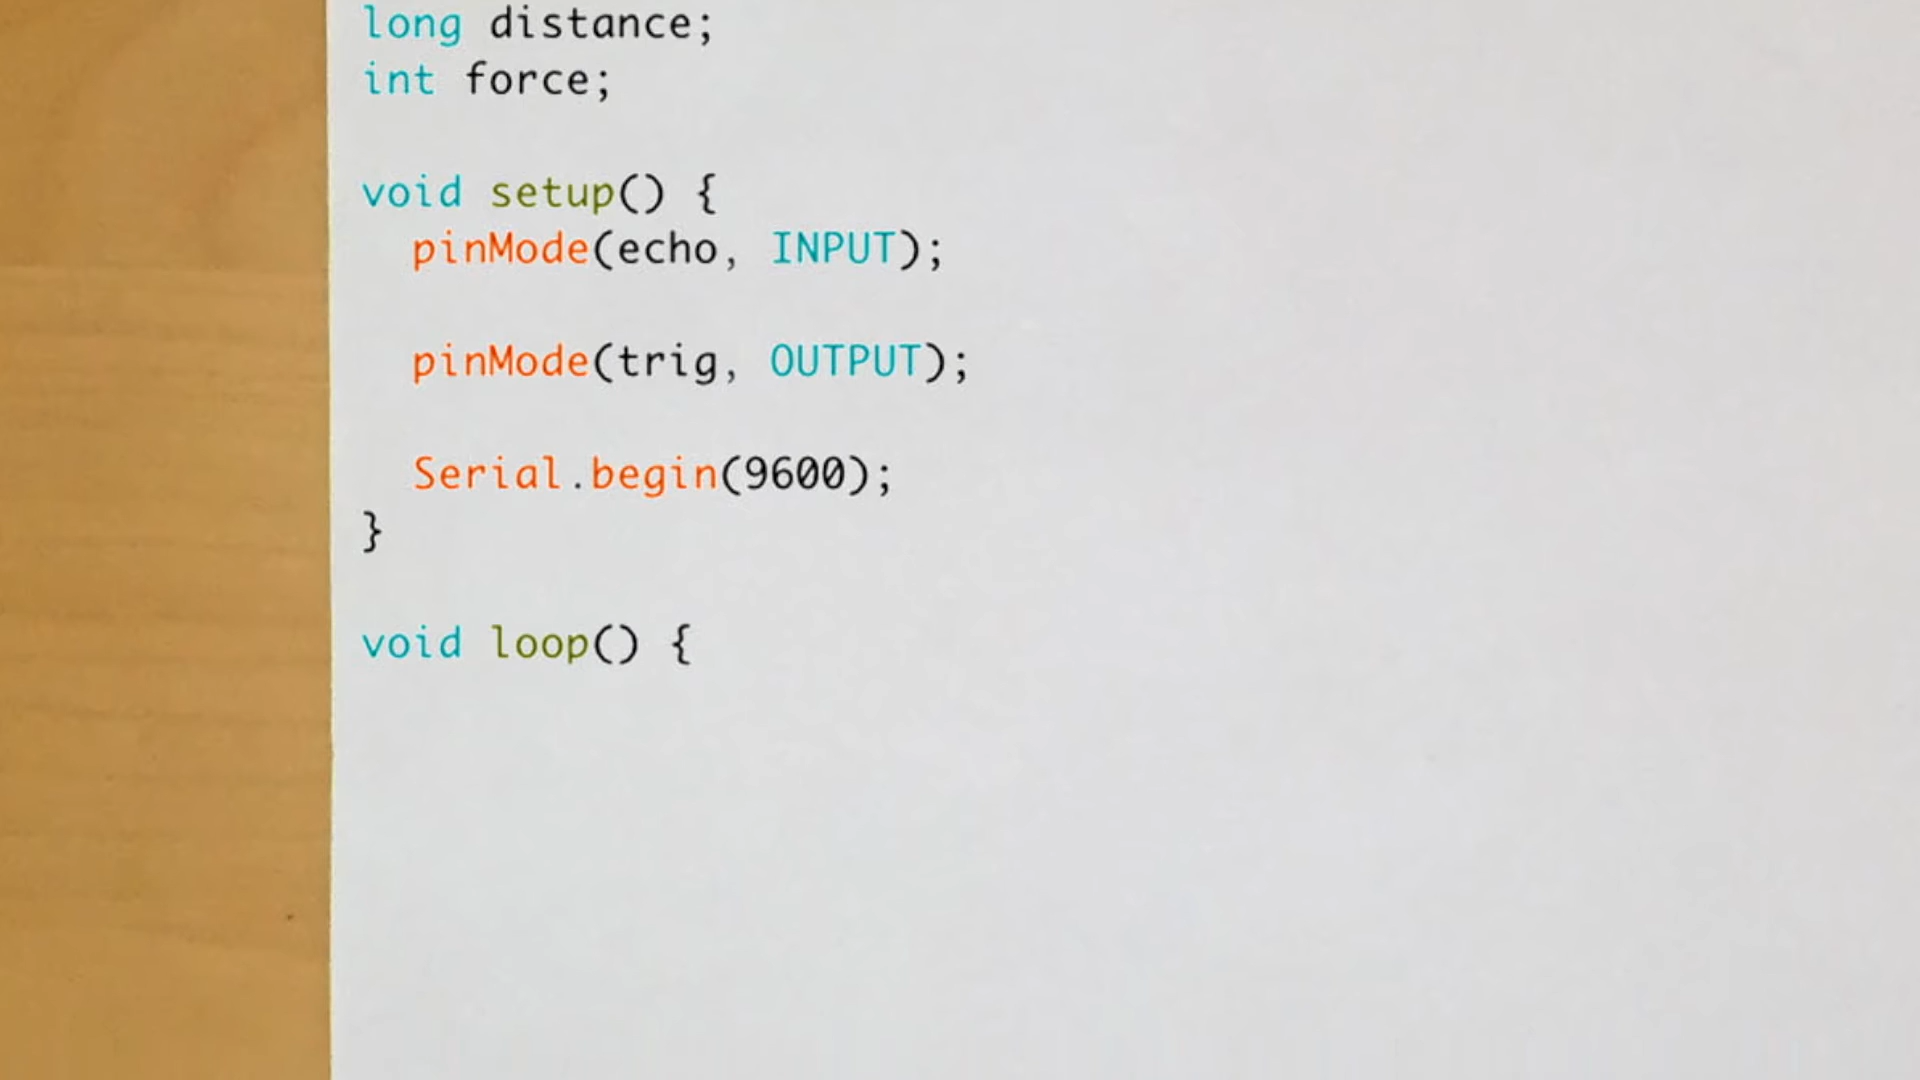 long distance;
int force;
void setup() {
pinMode(echo, INPUT);
pinMode(trig, OUTPUT);
Serial.begin(9600);
}
void loop() {